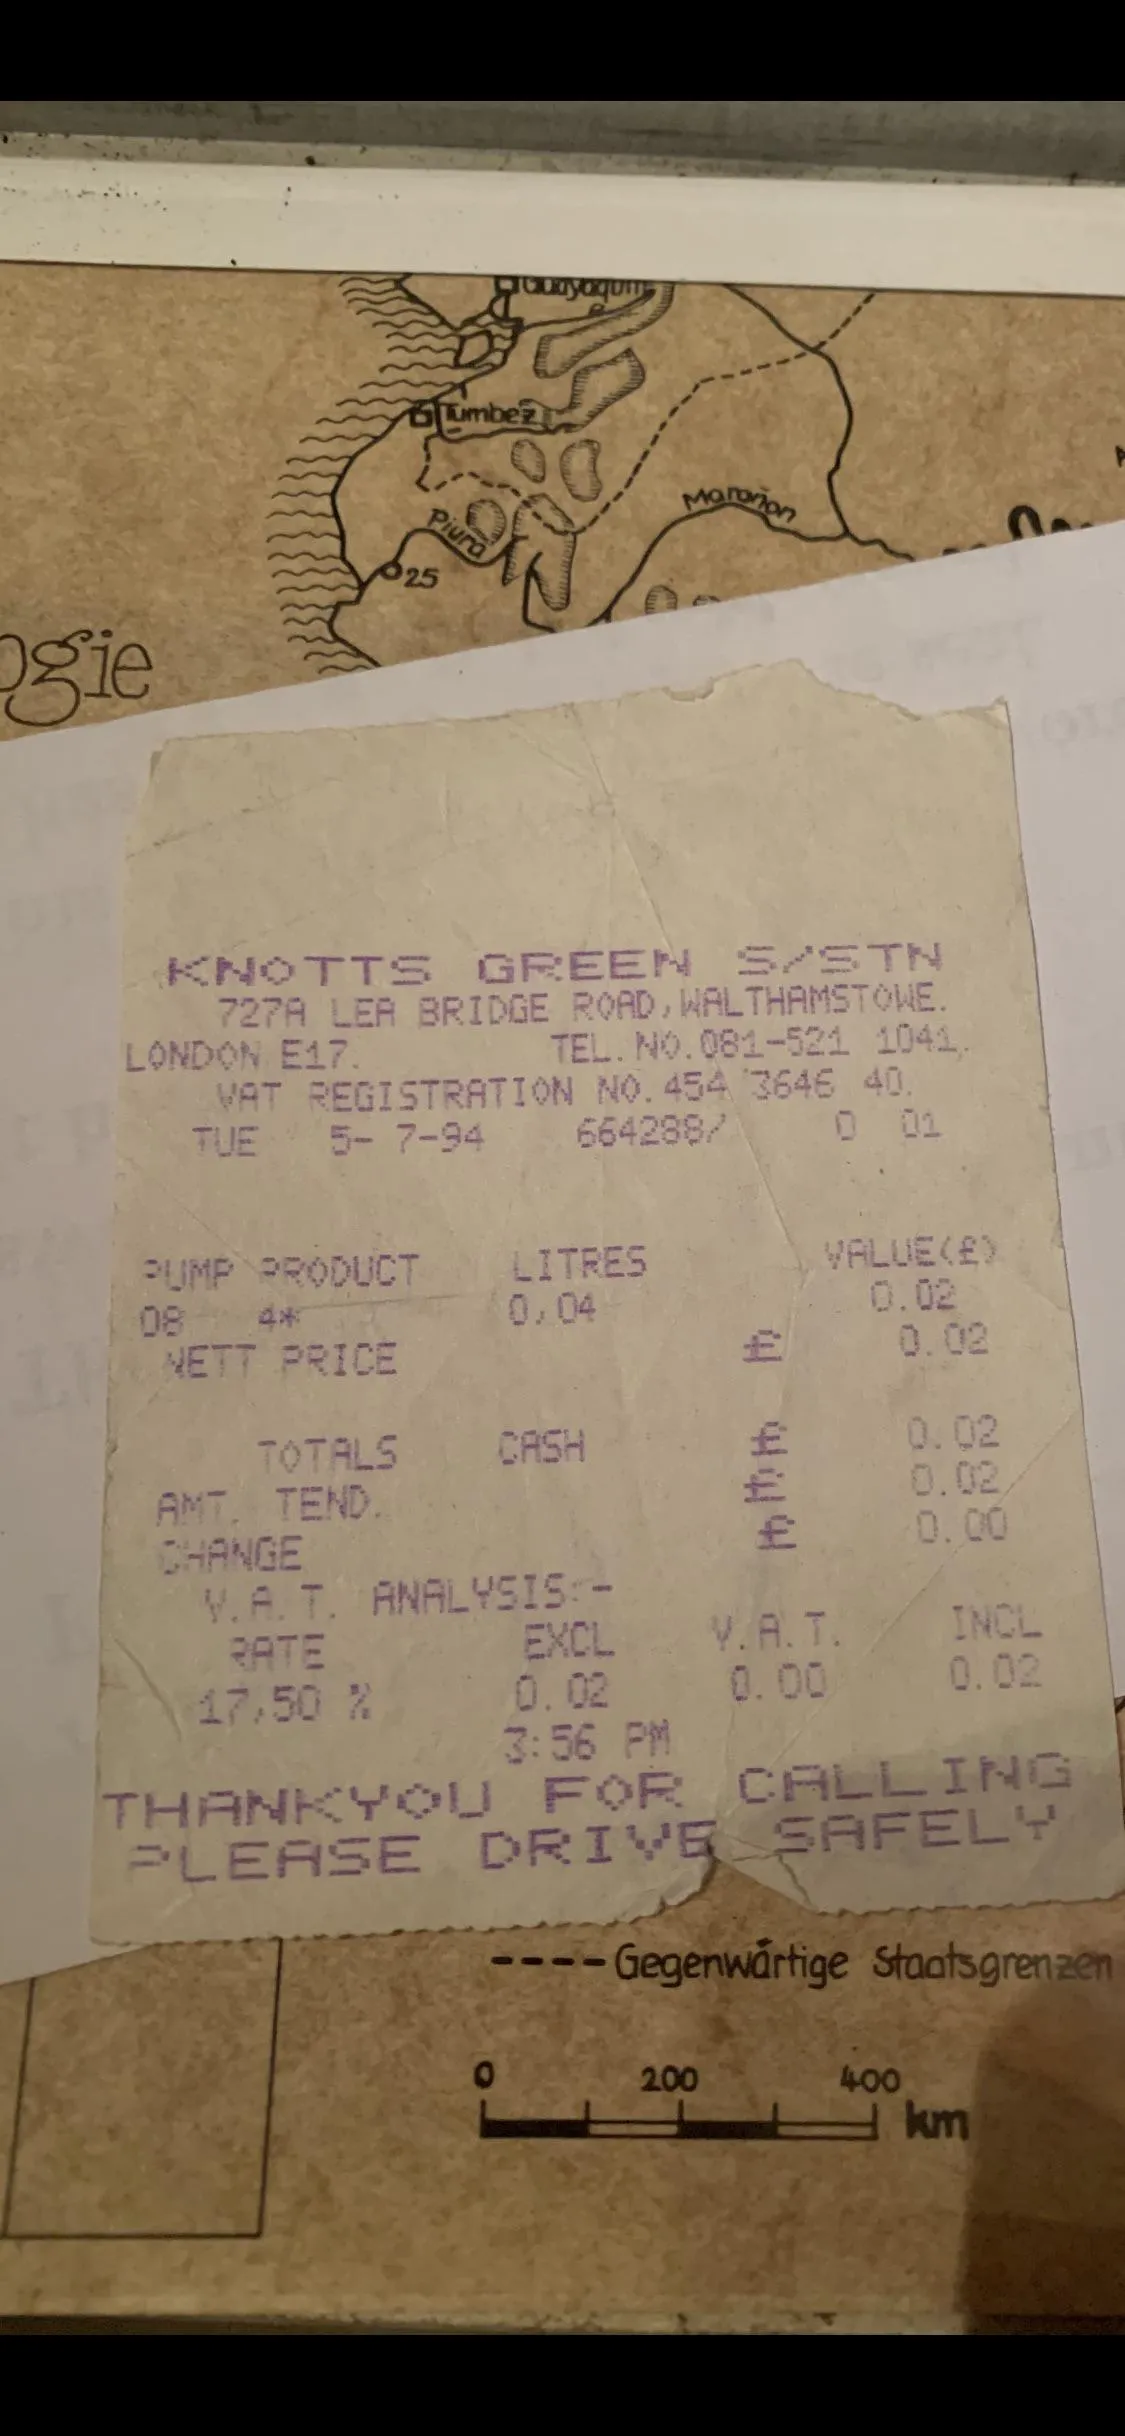 Guayaquil
Tumbez
Marañon
Piura
25
ogie
KNOTTS GREEN S/STN
727A LEA BRIDGE ROAD, WALTHAMSTOWE.
LONDON E17. TEL. NO. 081-521 1041.
VAT REGISTRATION NO. 454 3646 40.
TUE 5- 7-94 664288/ 0 01
PUMP PRODUCT LITRES VALUE(£)
08 4* 0,04 0.02
NETT PRICE £ 0.02
TOTALS CASH £ 0.02
AMT. TEND. £ 0.02
CHANGE £ 0.00
V.A.T. ANALYSIS:-
RATE EXCL V.A.T. INCL
17,50 % 0.02 0.00 0.02
3:56 PM
THANKYOU FOR CALLING
PLEASE DRIVE SAFELY
---- Gegenwärtige Staatsgrenzen
0 200 400
km